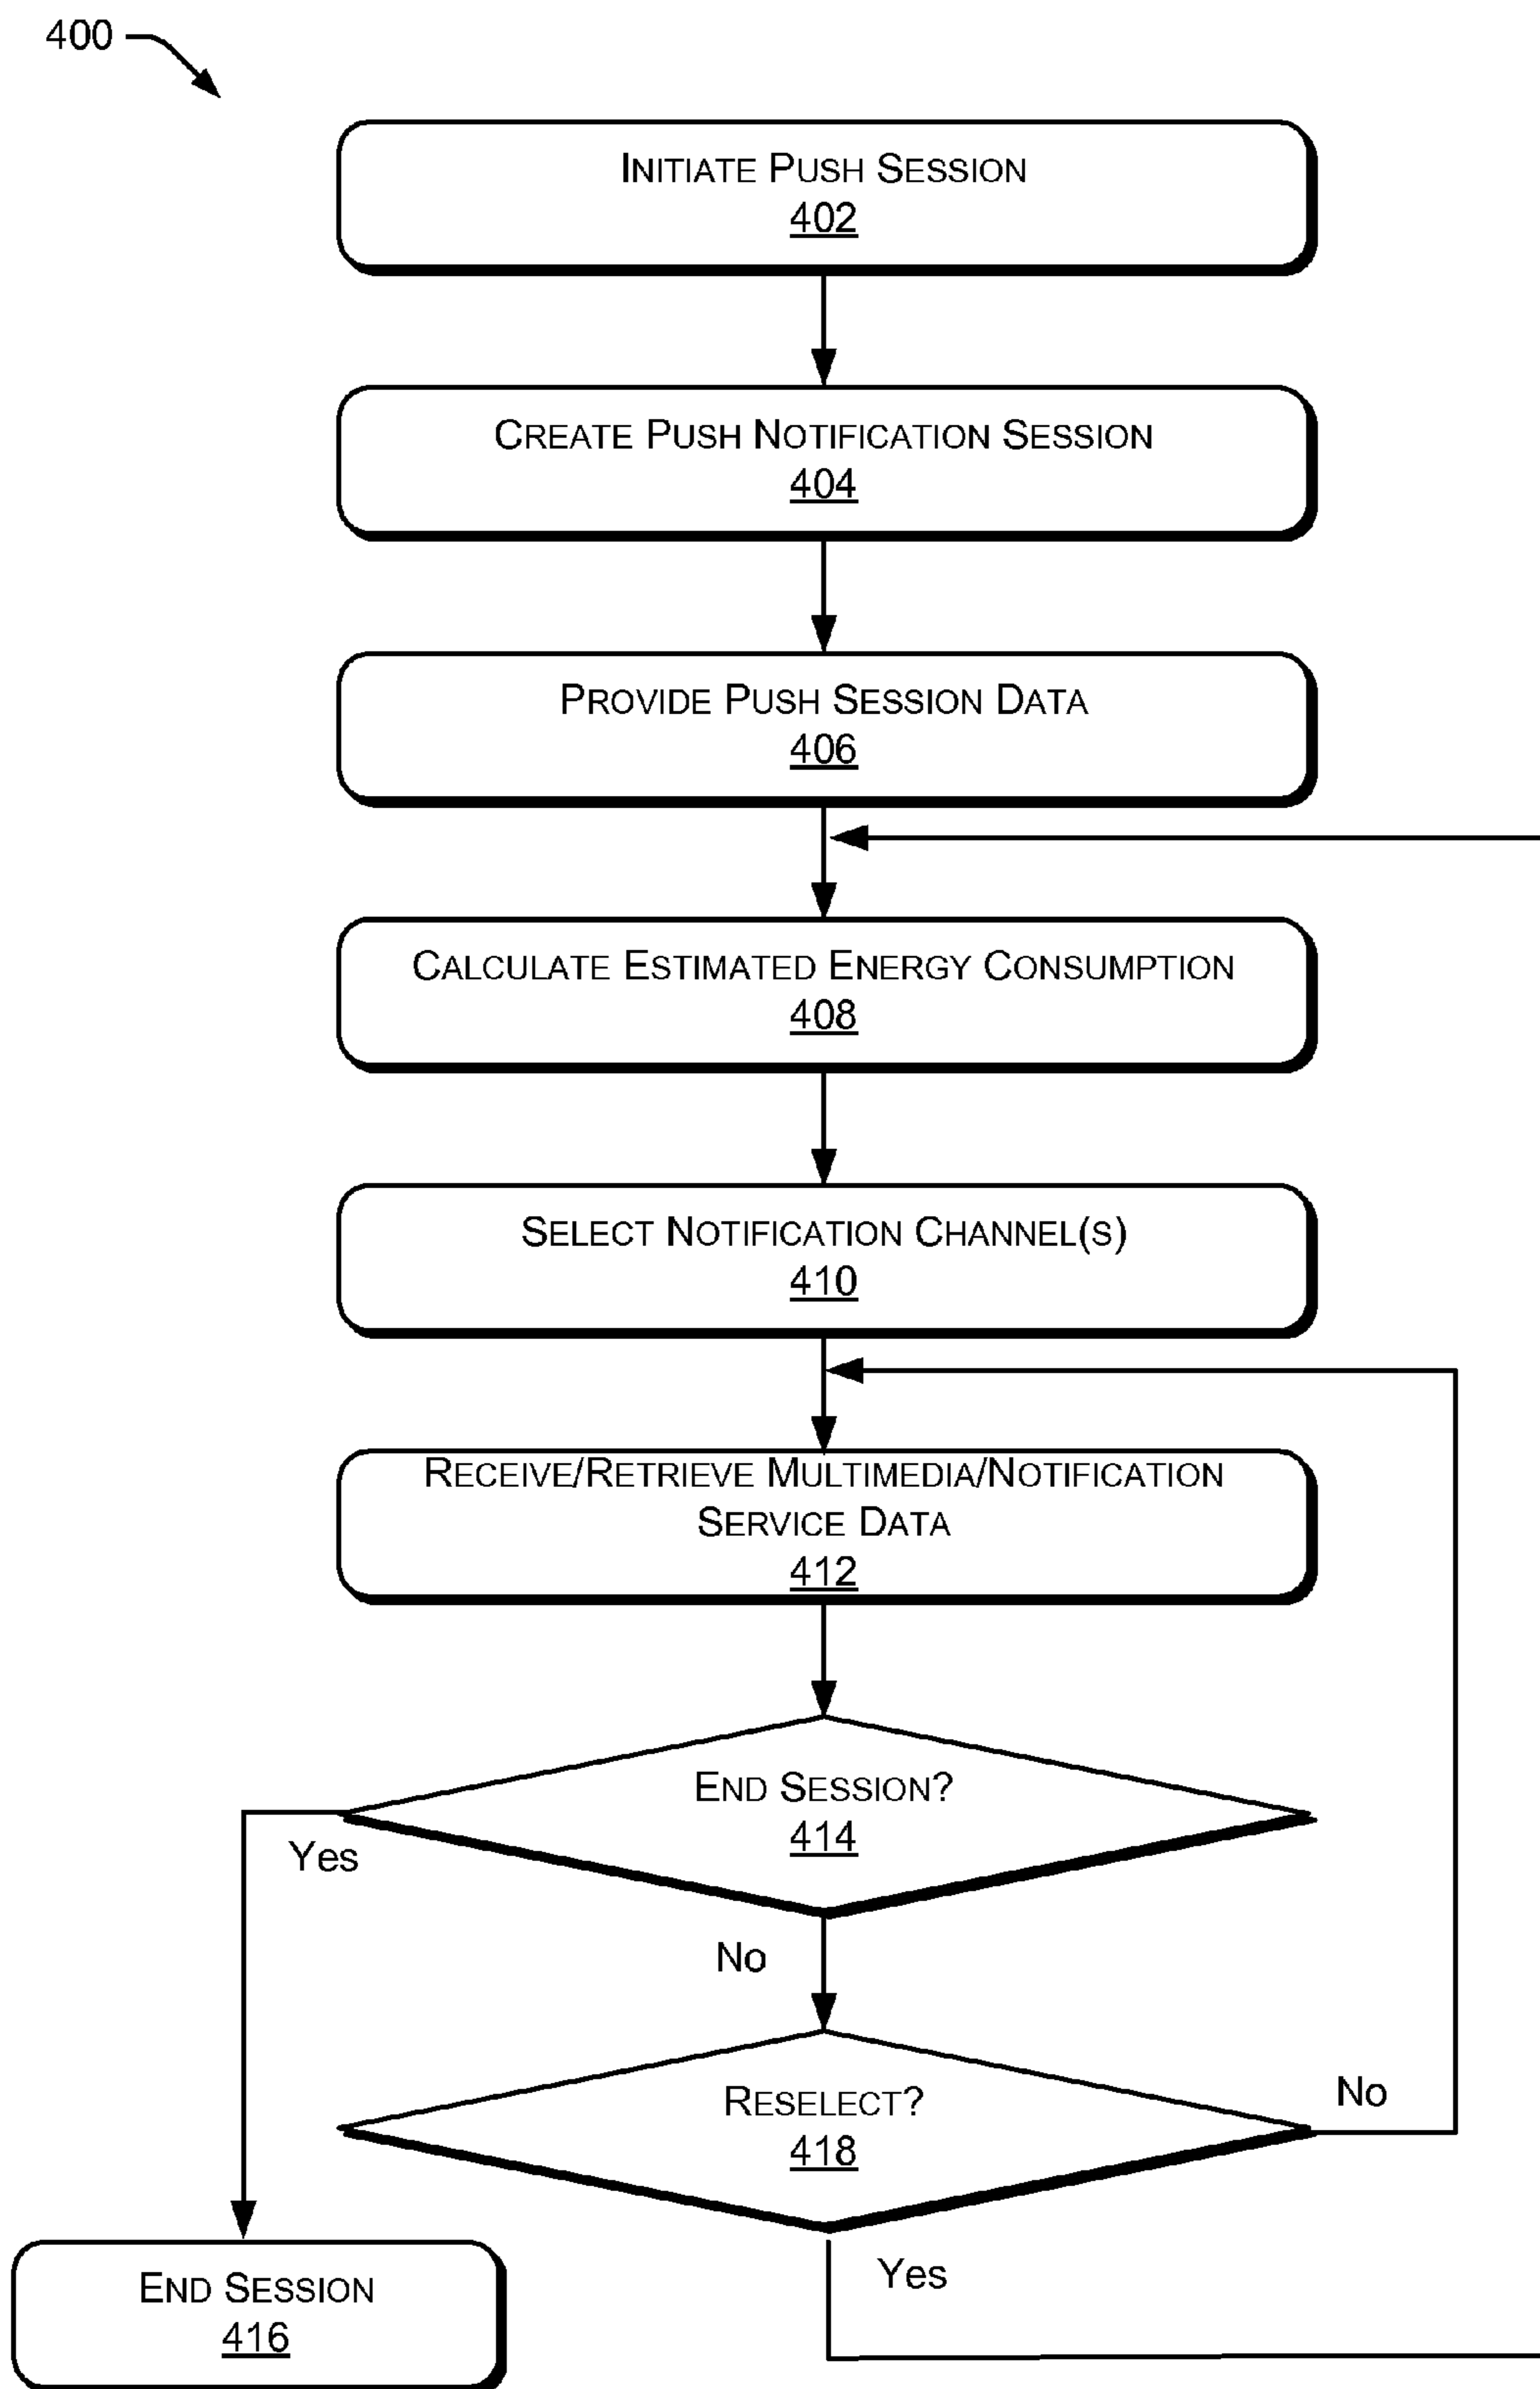 400
INITIATE PUSH SESSION
402
CREATE PUSH NOTIFICATION SESSION
404
PROVIDE PUSH SESSION DATA
406
CALCULATE ESTIMATED ENERGY CONSUMPTION
408
SELECT NOTIFICATION CHANNEL(S)
410
RECEIVE/RETRIEVE MULTIMEDIA/NOTIFICATION
SERVICE DATA
412
END SESSION?
414
Yes
No
RESELECT?
418
No
Yes
END SESSION
416